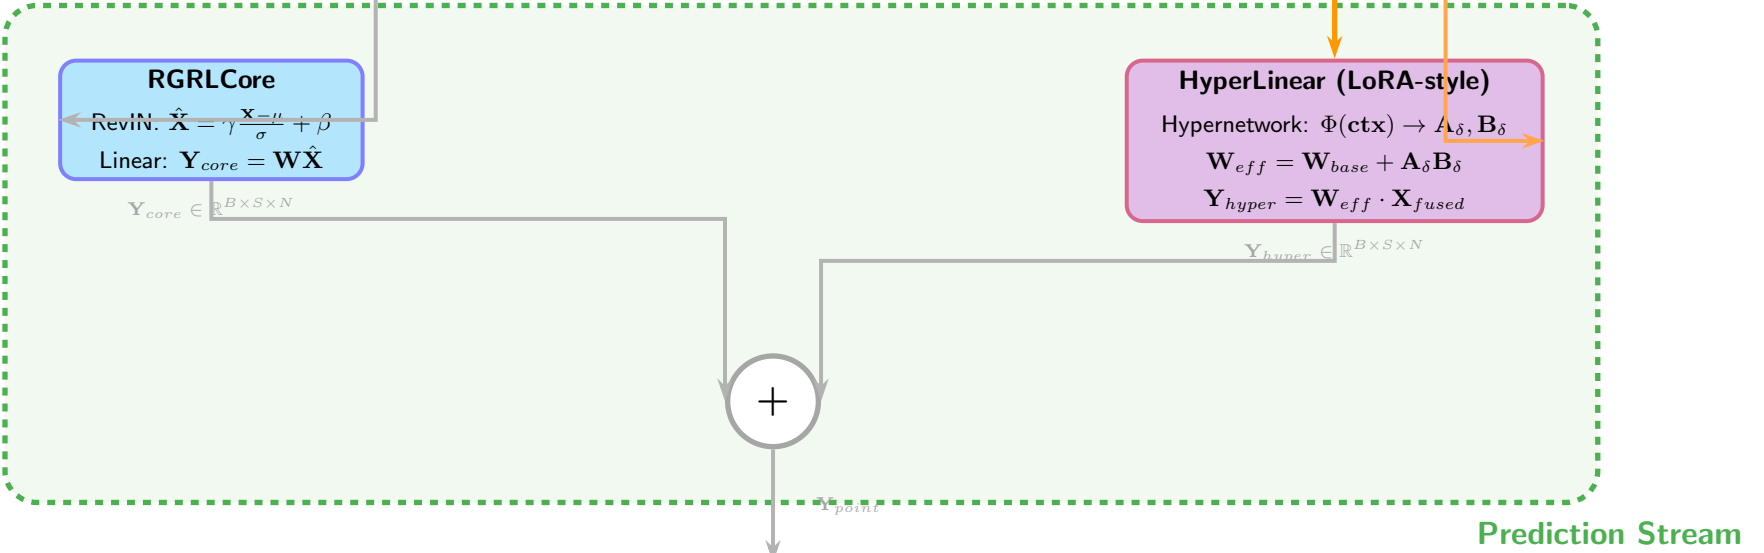 RGRLCore
RevIN: X̂ = γ (X−μ)/σ + β
Linear: Y_core = WX̂
Y_core ∈ ℝ^{B×S×N}
HyperLinear (LoRA-style)
Hypernetwork: Φ(ctx) → A_δ, B_δ
W_eff = W_base + A_δB_δ
Y_hyper = W_eff · X_fused
Y_hyper ∈ ℝ^{B×S×N}
+
Y_point
Prediction Stream